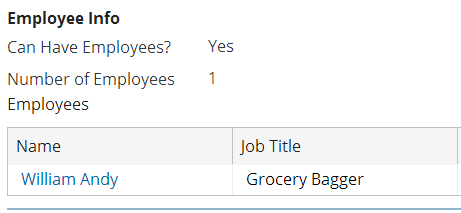 Employee Info
Can Have Employees? Yes
Number of Employees 1
Employees
Name Job Title
William Andy Grocery Bagger